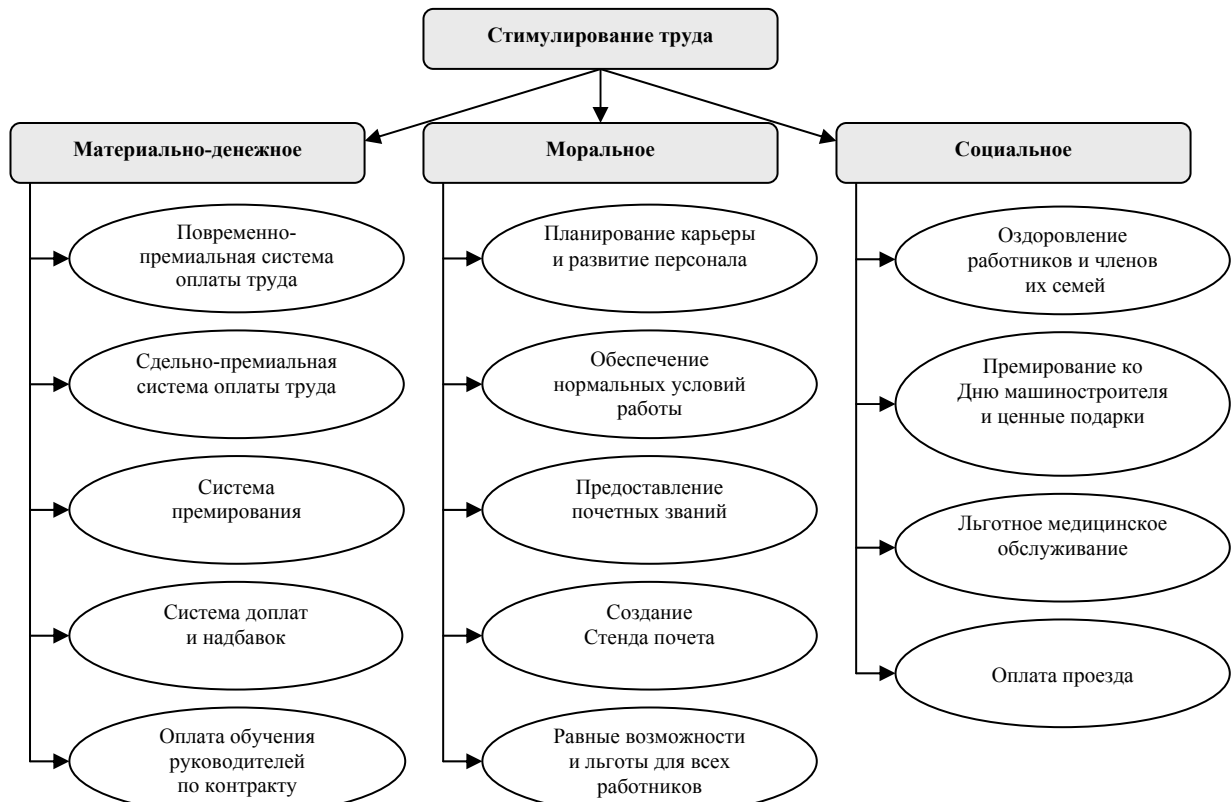 Стимулирование труда
Материально-денежное
Моральное
Социальное
Повременно-
премиальная система
оплаты труда
Сдельно-премиальная
система оплаты труда
Система
премирования
Система доплат
и надбавок
Оплата обучения
руководителей
по контракту
Планирование карьеры
и развитие персонала
Обеспечение
нормальных условий
работы
Предоставление
почетных званий
Создание
Стенда почета
Равные возможности
и льготы для всех
работников
Оздоровление
работников и членов
их семей
Премирование ко
Дню машиностроителя
и ценные подарки
Льготное медицинское
обслуживание
Оплата проезда